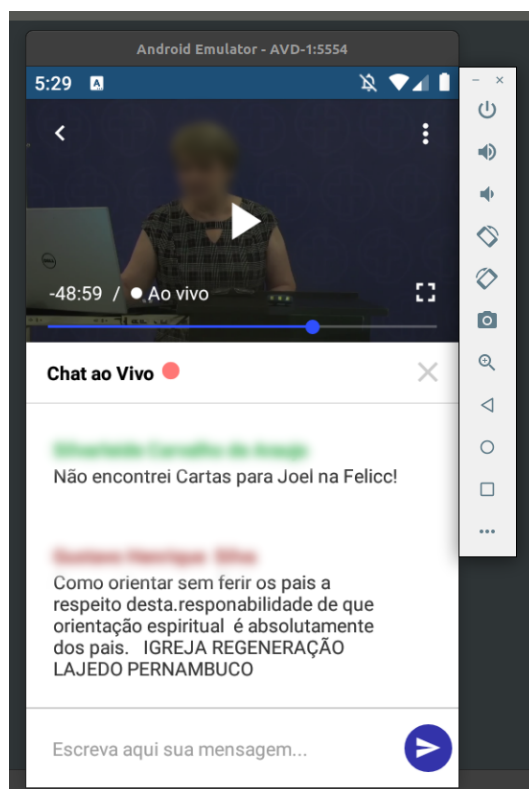 Android Emulator - AVD-1:5554
5:29
-48:59 / Ao vivo
Chat ao Vivo
Não encontrei Cartas para Joel na Felicc!
Como orientar sem ferir os pais a
respeito desta.responabilidade de que
orientação espiritual  é absolutamente
dos pais.   IGREJA REGENERAÇÃO
LAJEDO PERNAMBUCO
Escreva aqui sua mensagem...